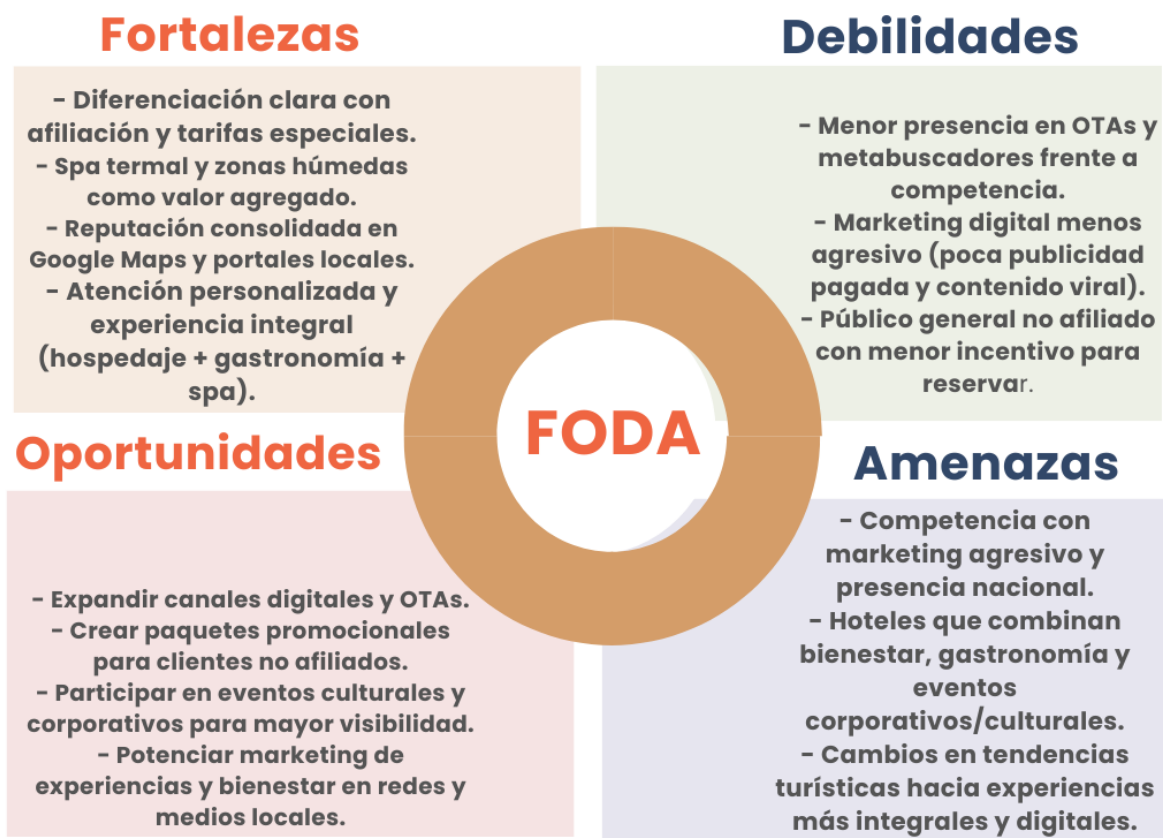 Fortalezas
– Diferenciación clara con
afiliación y tarifas especiales.
– Spa termal y zonas húmedas
como valor agregado.
– Reputación consolidada en
Google Maps y portales locales.
– Atención personalizada y
experiencia integral
(hospedaje + gastronomía +
spa).
Debilidades
– Menor presencia en OTAs y
metabuscadores frente a
competencia.
– Marketing digital menos
agresivo (poca publicidad
pagada y contenido viral).
– Público general no afiliado
con menor incentivo para
reservar.
FODA
Oportunidades
– Expandir canales digitales y OTAs.
– Crear paquetes promocionales
para clientes no afiliados.
– Participar en eventos culturales y
corporativos para mayor visibilidad.
– Potenciar marketing de
experiencias y bienestar en redes y
medios locales.
Amenazas
– Competencia con
marketing agresivo y
presencia nacional.
– Hoteles que combinan
bienestar, gastronomía y
eventos
corporativos/culturales.
– Cambios en tendencias
turísticas hacia experiencias
más integrales y digitales.